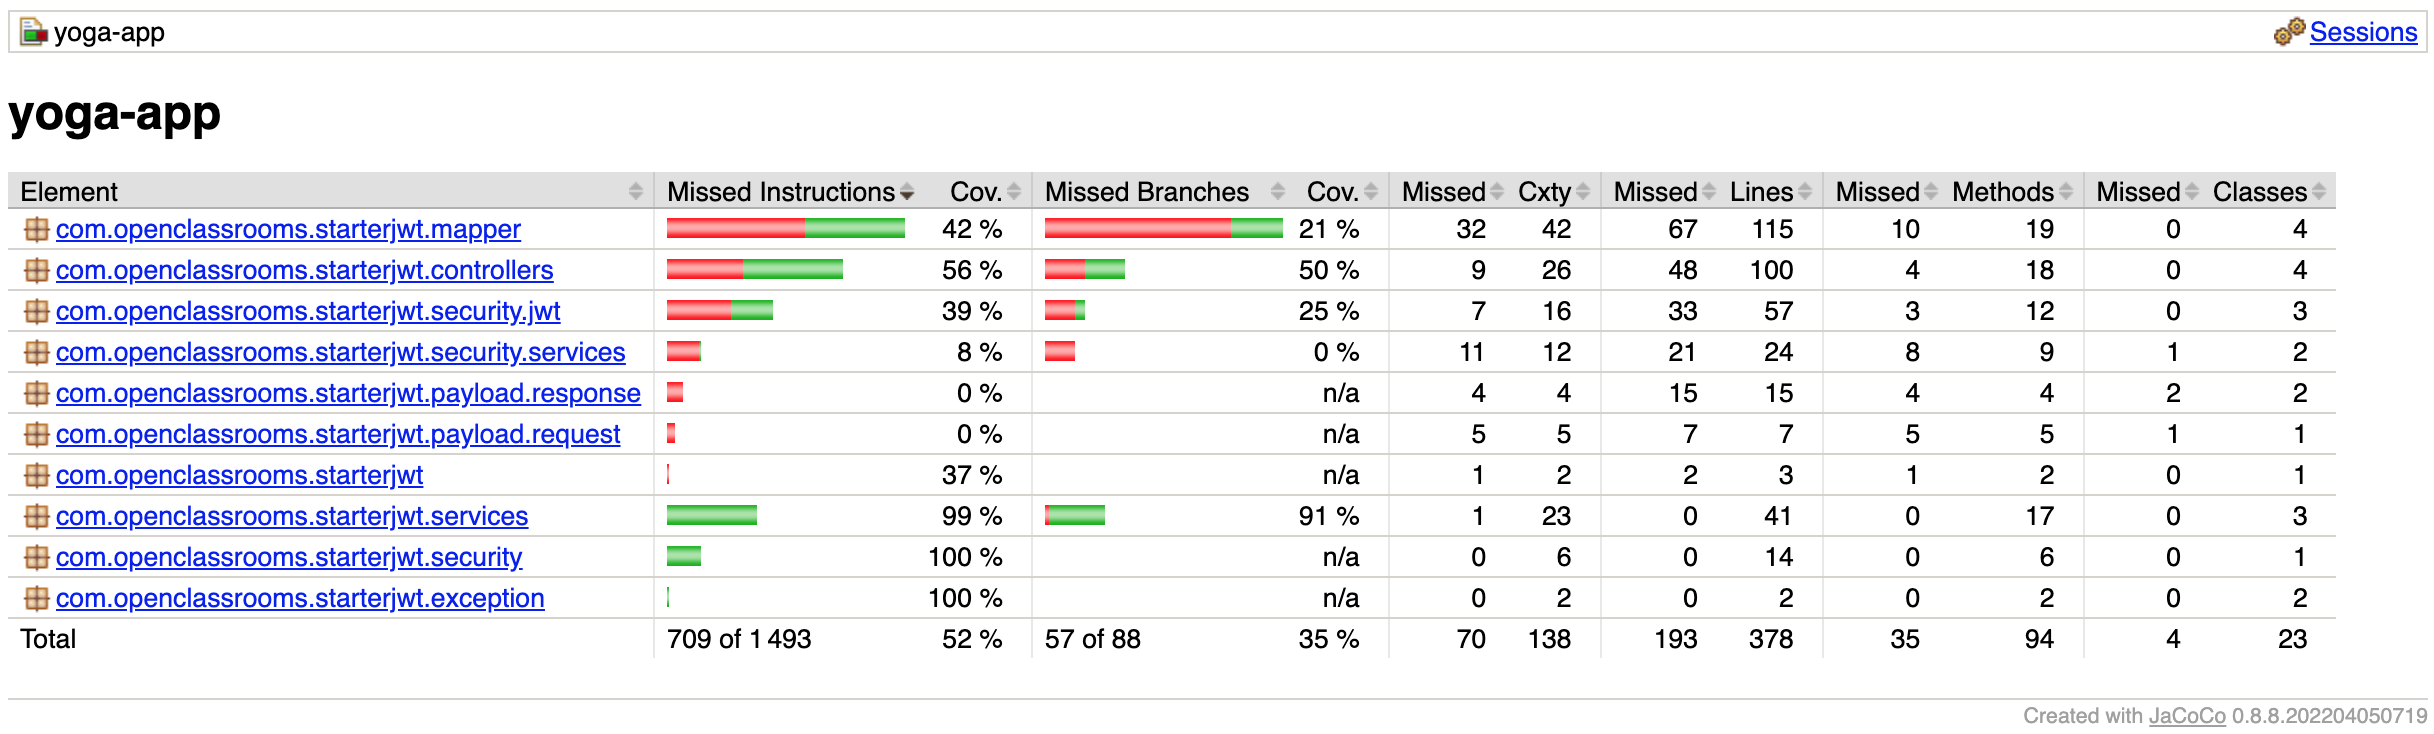 yoga-app Sessions
yoga-app
Element Missed Instructions Cov. Missed Branches Cov. Missed Cxty Missed Lines Missed Methods Missed Classes
com.openclassrooms.starterjwt.mapper 42 % 21 % 32 42 67 115 10 19 0 4
com.openclassrooms.starterjwt.controllers 56 % 50 % 9 26 48 100 4 18 0 4
com.openclassrooms.starterjwt.security.jwt 39 % 25 % 7 16 33 57 3 12 0 3
com.openclassrooms.starterjwt.security.services 8 % 0 % 11 12 21 24 8 9 1 2
com.openclassrooms.starterjwt.payload.response 0 % n/a 4 4 15 15 4 4 2 2
com.openclassrooms.starterjwt.payload.request 0 % n/a 5 5 7 7 5 5 1 1
com.openclassrooms.starterjwt 37 % n/a 1 2 2 3 1 2 0 1
com.openclassrooms.starterjwt.services 99 % 91 % 1 23 0 41 0 17 0 3
com.openclassrooms.starterjwt.security 100 % n/a 0 6 0 14 0 6 0 1
com.openclassrooms.starterjwt.exception 100 % n/a 0 2 0 2 0 2 0 2
Total 709 of 1 493 52 % 57 of 88 35 % 70 138 193 378 35 94 4 23
Created with JaCoCo 0.8.8.202204050719